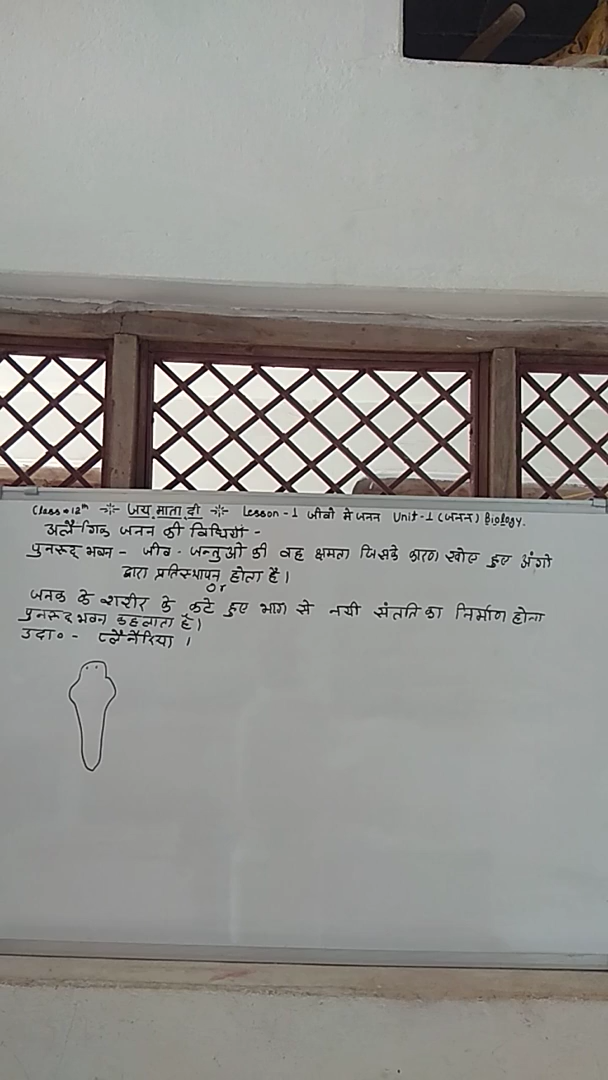 Class • 12th -※- जय माता दी -※- Lesson - 1 जीवो मे जनन Unit-1 (जनन) Biology.
अलैंगिक जनन की विधियाँ -
पुनरूद् भवन - जीव - जन्तुओं की वह क्षमता जिसके कारण खोए हुए अंगो
द्वारा प्रतिस्थापन होता है।
Or
जनक के शरीर के कटे हुए भाग से नयी संतति का निर्माण होना
पुनरूद भवन कहलाता है।
उदा० - प्लैनेरिया ।